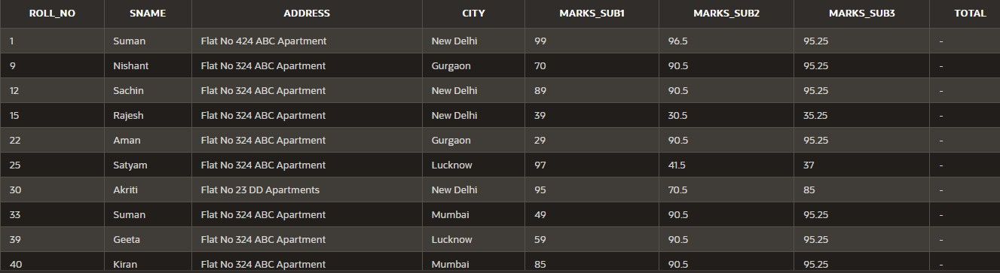 ROLL_NO SNAME ADDRESS CITY MARKS_SUB1 MARKS_SUB2 MARKS_SUB3 TOTAL
1 Suman Flat No 424 ABC Apartment New Delhi 99 96.5 95.25 -
9 Nishant Flat No 324 ABC Apartment Gurgaon 70 90.5 95.25 -
12 Sachin Flat No 324 ABC Apartment New Delhi 89 90.5 95.25 -
15 Rajesh Flat No 324 ABC Apartment New Delhi 39 30.5 35.25 -
22 Aman Flat No 324 ABC Apartment Gurgaon 29 90.5 95.25 -
25 Satyam Flat No 324 ABC Apartment Lucknow 97 41.5 37 -
30 Akriti Flat No 23 DD Apartments New Delhi 95 70.5 85 -
33 Suman Flat No 324 ABC Apartment Mumbai 49 90.5 95.25 -
39 Geeta Flat No 324 ABC Apartment Lucknow 59 90.5 95.25 -
40 Kiran Flat No 324 ABC Apartment Mumbai 85 90.5 95.25 -